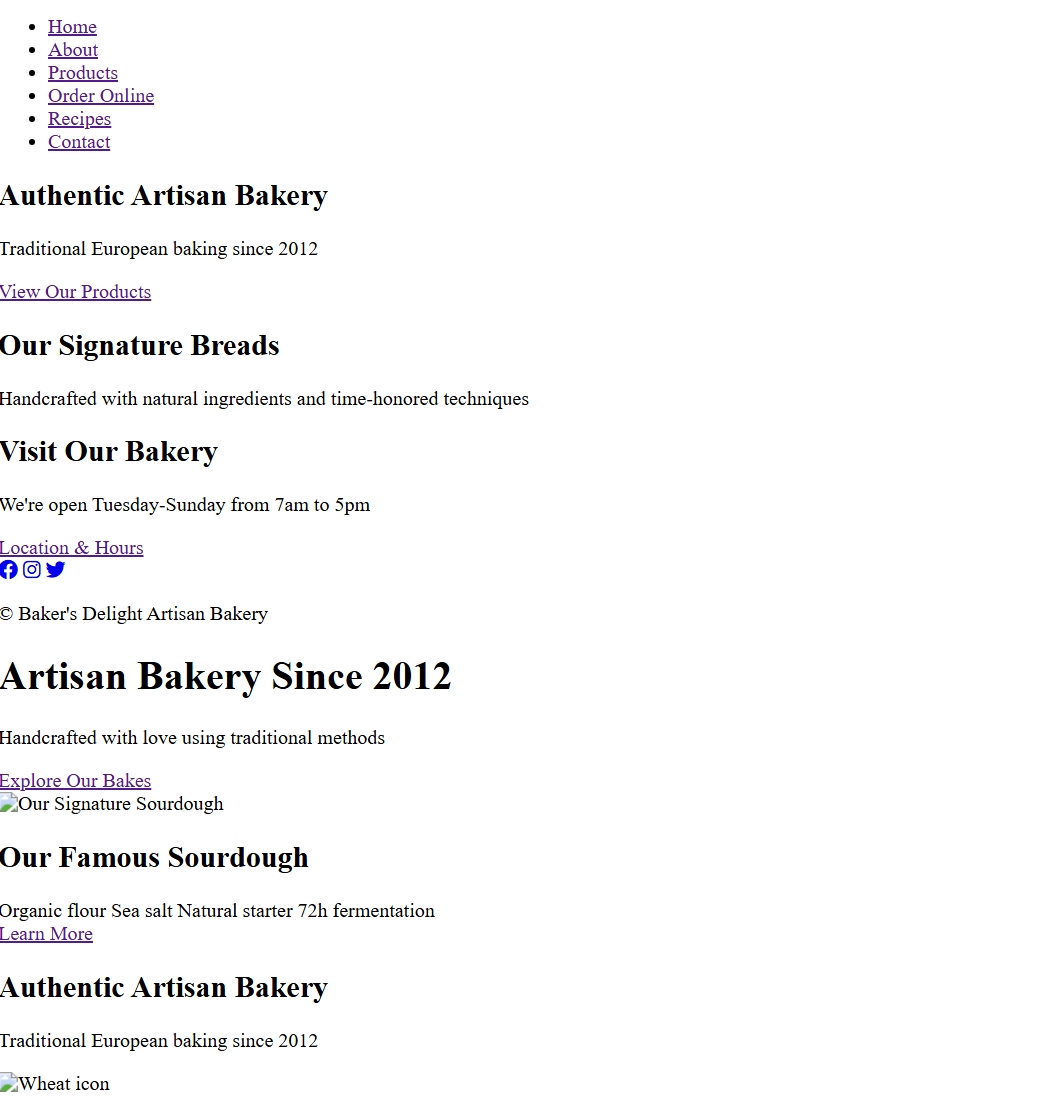 Home
About
Products
Order Online
Recipes
Contact
Authentic Artisan Bakery
Traditional European baking since 2012
View Our Products
Our Signature Breads
Handcrafted with natural ingredients and time-honored techniques
Visit Our Bakery
We're open Tuesday-Sunday from 7am to 5pm
Location & Hours
© Baker's Delight Artisan Bakery
Artisan Bakery Since 2012
Handcrafted with love using traditional methods
Explore Our Bakes
Our Signature Sourdough
Our Famous Sourdough
Organic flour Sea salt Natural starter 72h fermentation
Learn More
Authentic Artisan Bakery
Traditional European baking since 2012
Wheat icon